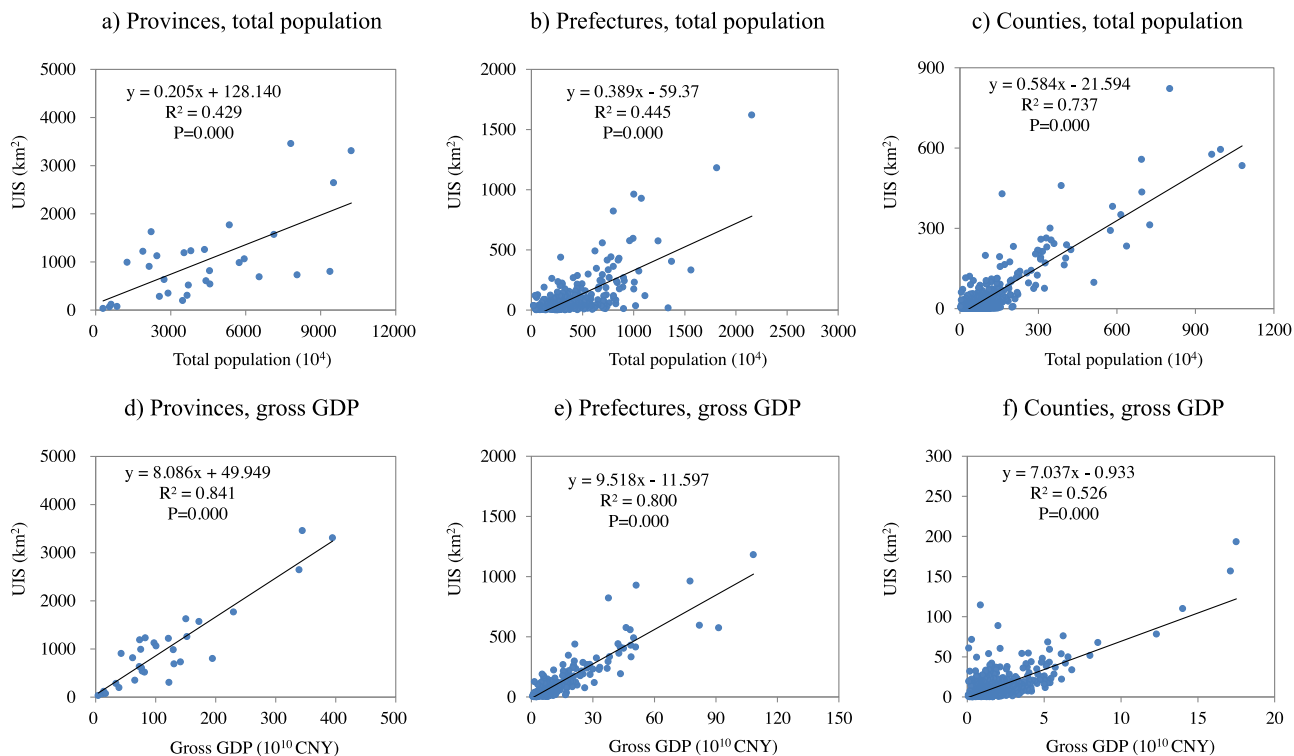 a) Provinces, total population
5000
4000
3000
2000
1000
0
UIS (km²)
y = 0.205x + 128.140
R² = 0.429
P=0.000
0 3000 6000 9000 12000
Total population (10⁴)
b) Prefectures, total population
2000
1500
1000
500
0
UIS (km²)
y = 0.389x - 59.37
R² = 0.445
P=0.000
0 500 1000 1500 2000 2500
Total population (10⁴)
c) Counties, total population
900
600
300
0
UIS (km²)
y = 0.584x - 21.594
R² = 0.737
P=0.000
0 300 600 900 1200
Total population (10⁴)
d) Provinces, gross GDP
5000
4000
3000
2000
1000
0
UIS (km²)
y = 8.086x + 49.949
R² = 0.841
P=0.000
0 100 200 300 400 500
Gross GDP (10¹⁰ CNY)
e) Prefectures, gross GDP
2000
1500
1000
500
0
UIS (km²)
y = 9.518x - 11.597
R² = 0.800
P=0.000
0 30 60 90 120 150
Gross GDP (10¹⁰ CNY)
f) Counties, gross GDP
300
250
200
150
100
50
0
UIS (km²)
y = 7.037x - 0.933
R² = 0.526
P=0.000
0 5 10 15 20
Gross GDP (10¹⁰ CNY)